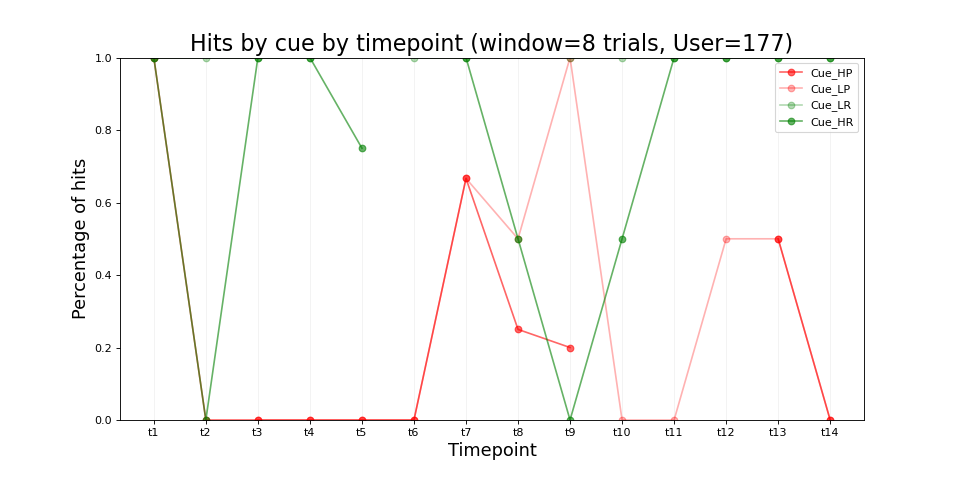 Hits by cue by timepoint (window=8 trials, User=177)
Percentage of hits
1.0
0.8
0.6
0.4
0.2
0.0
Cue_HP
Cue_LP
Cue_LR
Cue_HR
t1 t2 t3 t4 t5 t6 t7 t8 t9 t10 t11 t12 t13 t14
Timepoint